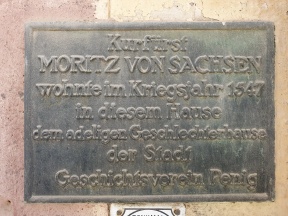 Kurfürst
MORITZ VON SACHSEN
wohnte im Kriegsjahr 1547
in diesem Hause
dem adeligen Geschlechterhause
der Stadt
Geschichtsverein Penig